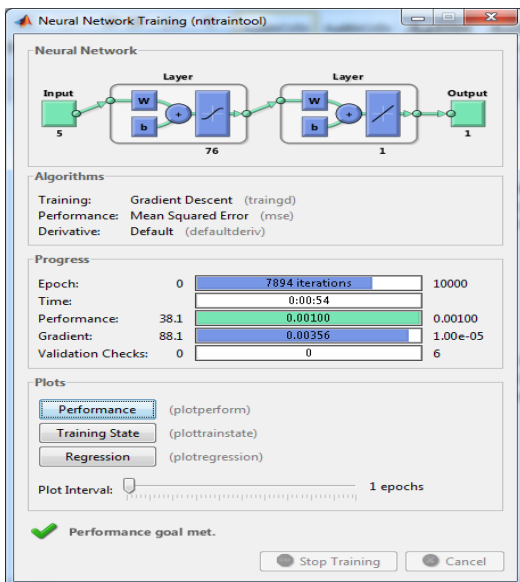 Neural Network Training (nntraintool)
Neural Network
Layer Layer
Input Output
W W
b + b +
5 1
76 1
Algorithms
Training: Gradient Descent (traingd)
Performance: Mean Squared Error (mse)
Derivative: Default (defaultderiv)
Progress
Epoch: 0 7894 iterations 10000
Time: 0:00:54
Performance: 38.1 0.00100 0.00100
Gradient: 88.1 0.00356 1.00e-05
Validation Checks: 0 0 6
Plots
Performance (plotperform)
Training State (plottrainstate)
Regression (plotregression)
Plot Interval: 1 epochs
Performance goal met.
Stop Training Cancel